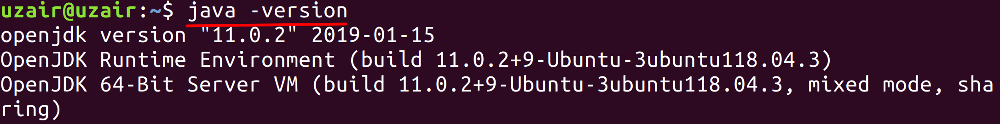 uzair@uzair:~$ java -version
openjdk version "11.0.2" 2019-01-15
OpenJDK Runtime Environment (build 11.0.2+9-Ubuntu-3ubuntu118.04.3)
OpenJDK 64-Bit Server VM (build 11.0.2+9-Ubuntu-3ubuntu118.04.3, mixed mode, sha
ring)